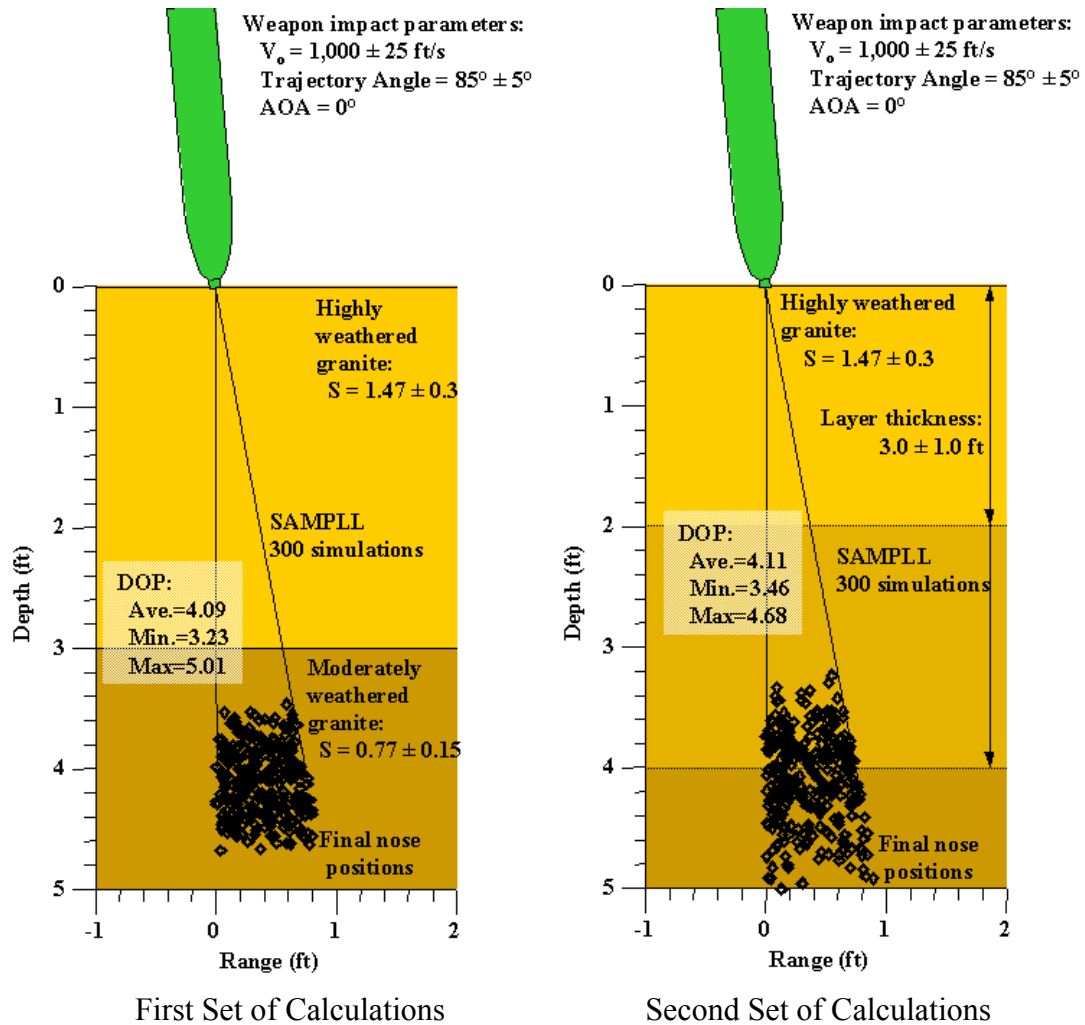 Weapon impact parameters:
Vo = 1,000 ± 25 ft/s
Trajectory Angle = 85° ± 5°
AOA = 0°
0
1
2
3
4
5
Depth (ft)
Highly
weathered
granite:
S = 1.47 ± 0.3
SAMPLL
300 simulations
DOP:
Ave.=4.09
Min.=3.23
Max=5.01
Moderately
weathered
granite:
S = 0.77 ± 0.15
Final nose
positions
-1
0
1
2
Range (ft)
First Set of Calculations
Weapon impact parameters:
Vo = 1,000 ± 25 ft/s
Trajectory Angle = 85° ± 5°
AOA = 0°
0
1
2
3
4
5
Depth (ft)
Highly weathered
granite:
S = 1.47 ± 0.3
Layer thickness:
3.0 ± 1.0 ft
DOP:
Ave.=4.11
Min.=3.46
Max=4.68
SAMPLL
300 simulations
Final nose
positions
-1
0
1
2
Range (ft)
Second Set of Calculations